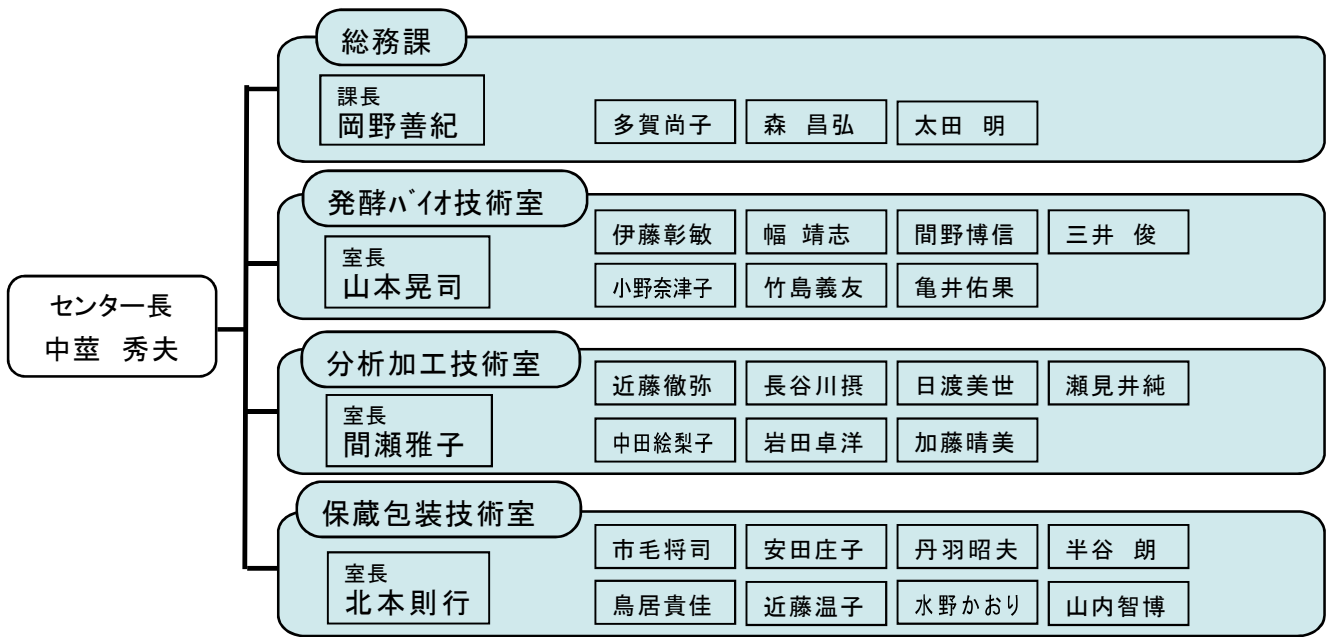 センター長
中莖 秀夫
総務課
課長
岡野善紀
多賀尚子 森 昌弘 太田 明
発酵バイオ技術室
室長
山本晃司
伊藤彰敏 幅 靖志 間野博信 三井 俊
小野奈津子 竹島義友 亀井佑果
分析加工技術室
室長
間瀬雅子
近藤徹弥 長谷川摂 日渡美世 瀬見井純
中田絵梨子 岩田卓洋 加藤晴美
保蔵包装技術室
室長
北本則行
市毛将司 安田庄子 丹羽昭夫 半谷 朗
鳥居貴佳 近藤温子 水野かおり 山内智博